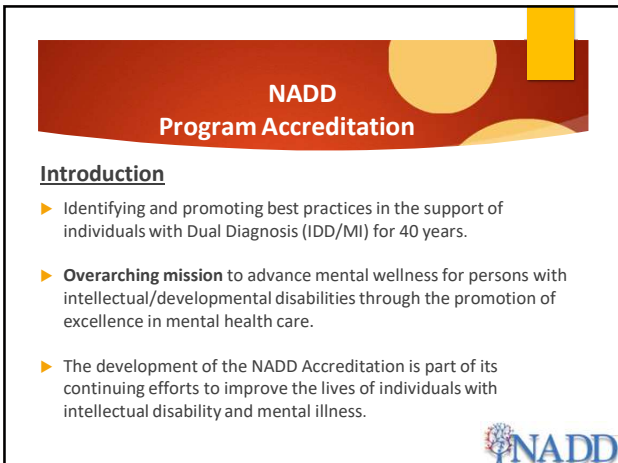 NADD
Program Accreditation
Introduction
Identifying and promoting best practices in the support of
individuals with Dual Diagnosis (IDD/MI) for 40 years.
Overarching mission to advance mental wellness for persons with
intellectual/developmental disabilities through the promotion of
excellence in mental health care.
The development of the NADD Accreditation is part of its
continuing efforts to improve the lives of individuals with
intellectual disability and mental illness.
NADD